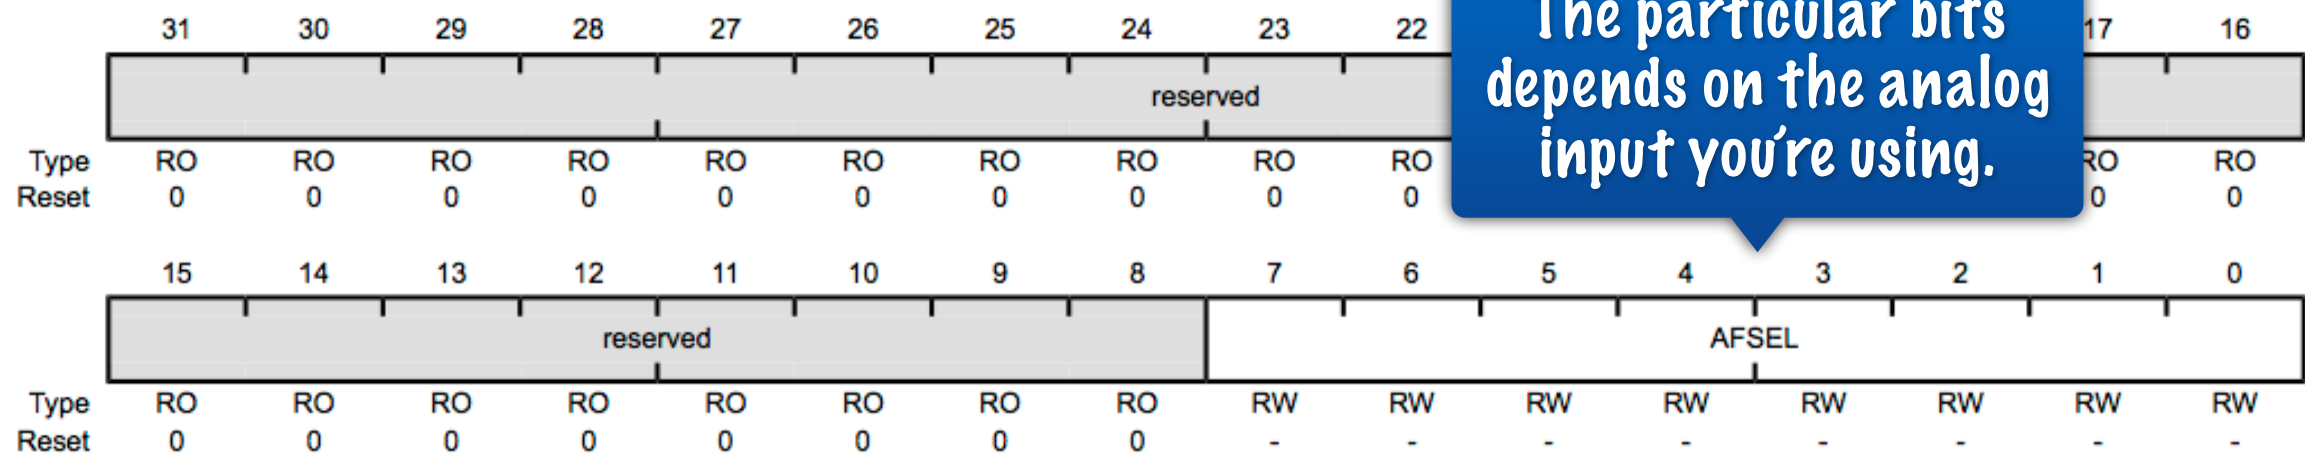 The particular bits
depends on the analog
input you're using.
31 30 29 28 27 26 25 24 23 22 17 16
reserved
Type RO RO RO RO RO RO RO RO RO RO RO RO
Reset 0 0 0 0 0 0 0 0 0 0 0 0
15 14 13 12 11 10 9 8 7 6 5 4 3 2 1 0
reserved AFSEL
Type RO RO RO RO RO RO RO RO RW RW RW RW RW RW RW RW
Reset 0 0 0 0 0 0 0 0 - - - - - - - -